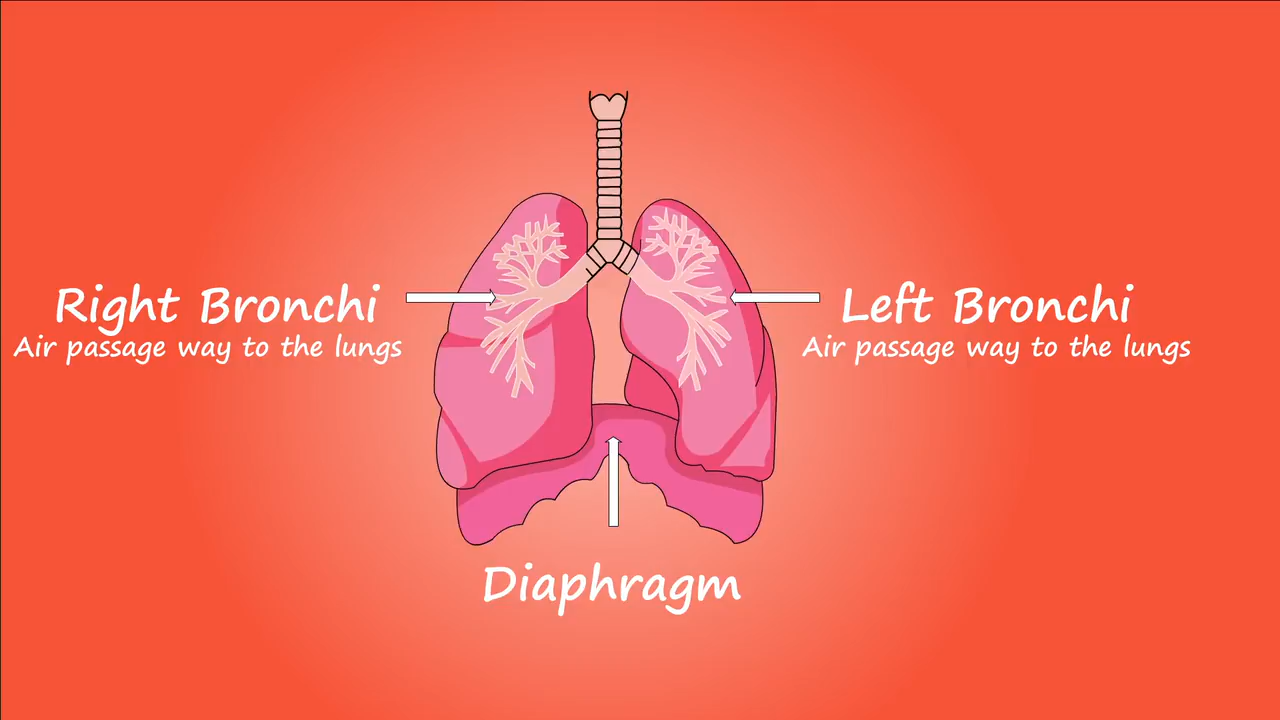 Right Bronchi
Air passage way to the lungs
Left Bronchi
Air passage way to the lungs
Diaphragm